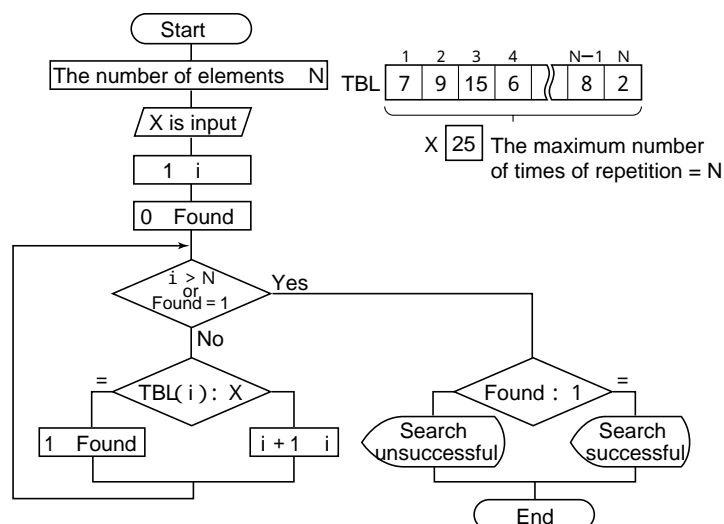 Start
The number of elements N
X is input
1 i
0 Found
i > N
or
Found = 1
Yes
No
=
TBL(i): X
1 Found
i + 1 i
Found : 1
=
Search
unsuccessful
Search
successful
End
1 2 3 4 N−1 N
TBL 7 9 15 6 8 2
X 25 The maximum number
of times of repetition = N